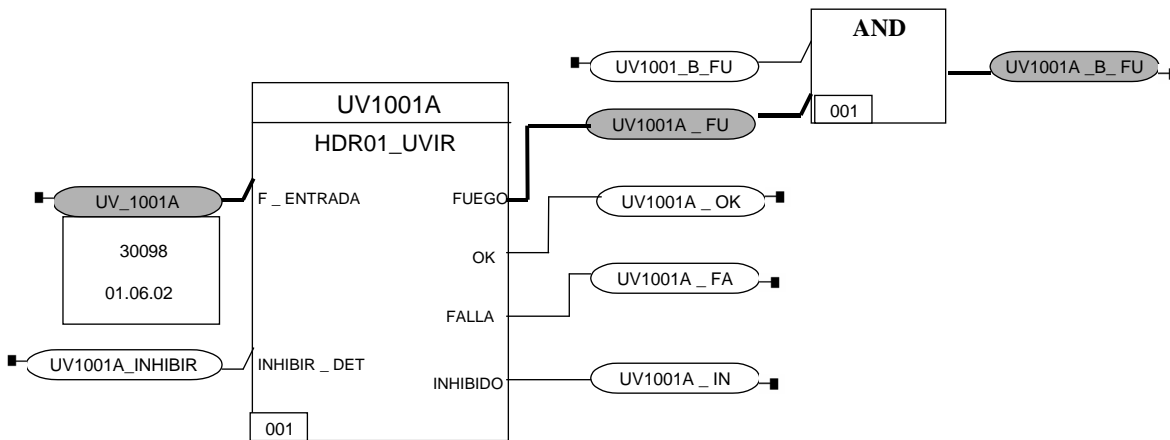 AND
UV1001_B_FU
UV1001A _B_ FU
UV1001A _ FU
001
UV1001A
HDR01_UVIR
UV_1001A
F _ ENTRADA
FUEGO
UV1001A _ OK
30098
OK
01.06.02
UV1001A _ FA
FALLA
UV1001A_INHIBIR
INHIBIR _ DET
INHIBIDO
UV1001A _ IN
001